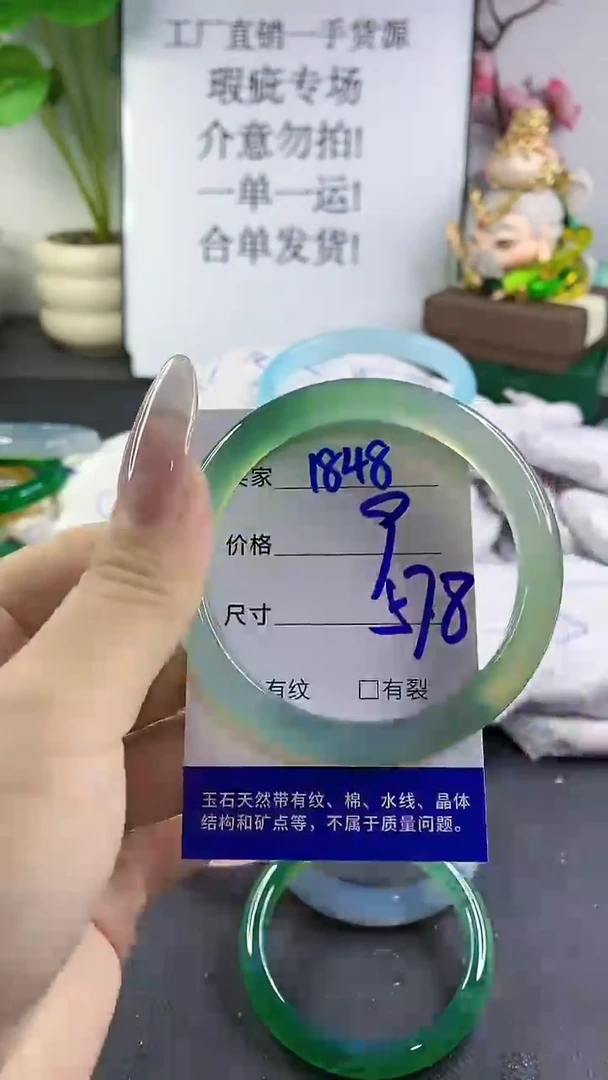 工厂直销一手货源
瑕疵专场
介意勿拍!
一单一运!
合单发货!
家 1848
价格 9
尺寸 578
有纹 □有裂
玉石天然带有纹、棉、水线、晶体
结构和矿点等，不属于质量问题。